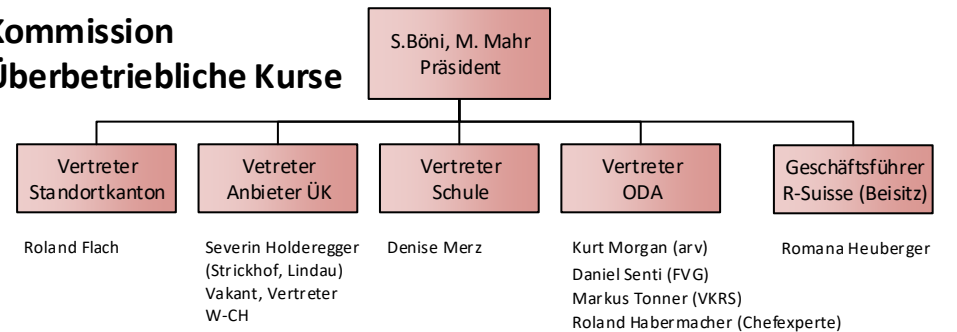 Kommission
Überbetriebliche Kurse
S.Böni, M. Mahr
Präsident
Vertreter
Standortkanton
Vetreter
Anbieter ÜK
Vertreter
Schule
Vertreter
ODA
Geschäftsführer
R-Suisse (Beisitz)
Roland Flach
Severin Holderegger
(Strickhof, Lindau)
Vakant, Vertreter
W-CH
Denise Merz
Kurt Morgan (arv)
Daniel Senti (FVG)
Markus Tonner (VKRS)
Roland Habermacher (Chefexperte)
Romana Heuberger